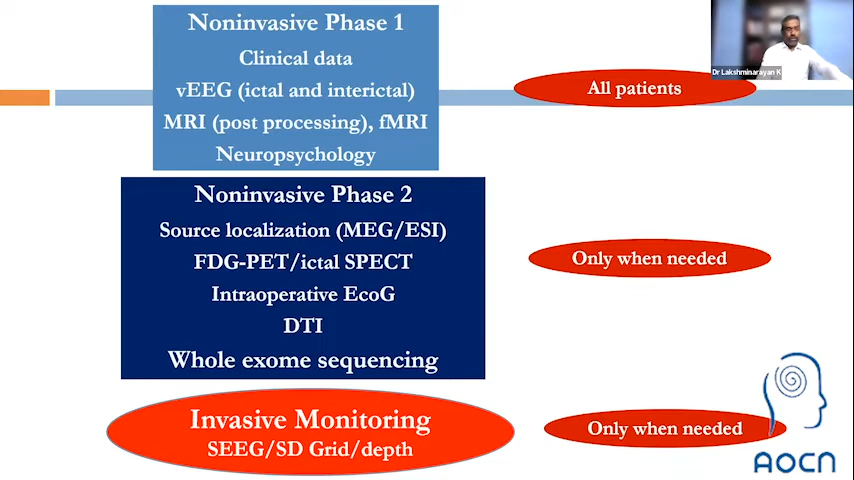 Noninvasive Phase 1
Clinical data
vEEG (ictal and interictal)
MRI (post processing), fMRI
Neuropsychology
All patients
Dr Lakshminarayan K
Noninvasive Phase 2
Source localization (MEG/ESI)
FDG-PET/ictal SPECT
Intraoperative EcoG
DTI
Whole exome sequencing
Only when needed
Invasive Monitoring
SEEG/SD Grid/depth
Only when needed
AOCN